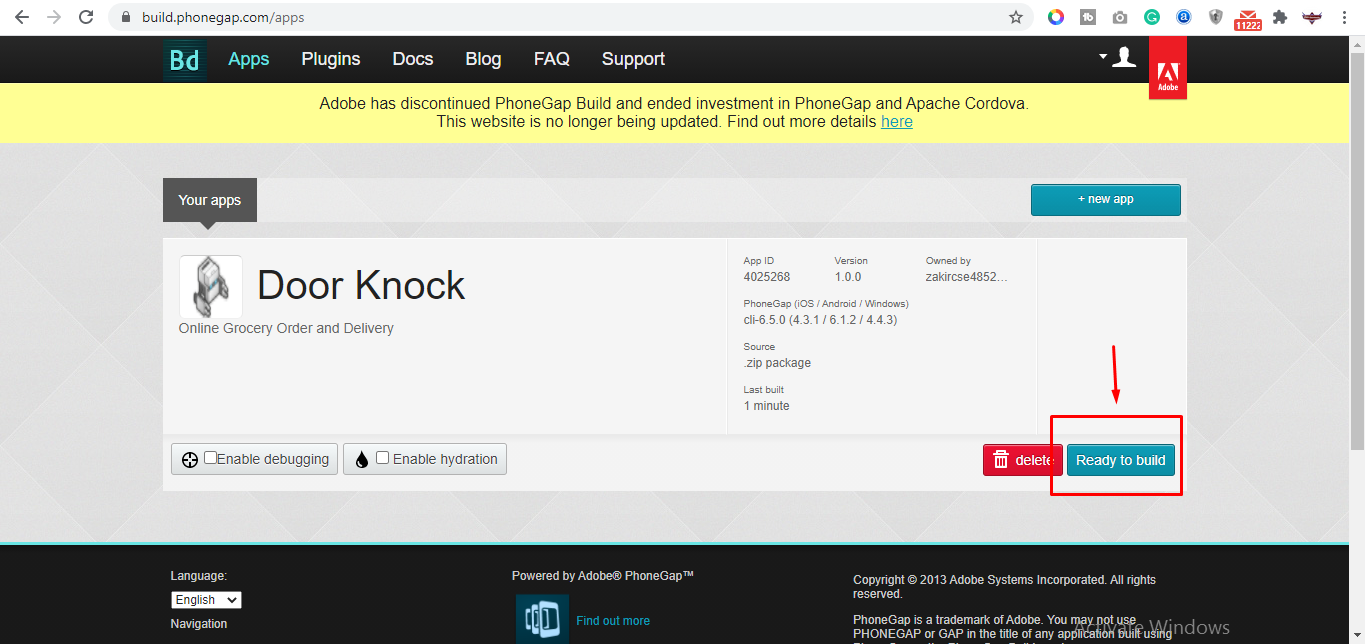 build.phonegap.com/apps
11222
Bd
Apps Plugins Docs Blog FAQ Support
Adobe
Adobe has discontinued PhoneGap Build and ended investment in PhoneGap and Apache Cordova.
This website is no longer being updated. Find out more details here
Your apps
+ new app
Door Knock
Online Grocery Order and Delivery
App ID Version Owned by
4025268 1.0.0 zakircse4852...
PhoneGap (iOS / Android / Windows)
cli-6.5.0 (4.3.1 / 6.1.2 / 4.4.3)
Source
.zip package
Last built
1 minute
Enable debugging Enable hydration
delete Ready to build
Language:
English
Navigation
Powered by Adobe® PhoneGap™
Find out more
Copyright © 2013 Adobe Systems Incorporated. All rights
reserved.
PhoneGap is a trademark of Adobe. You may not use
PHONEGAP or GAP in the title of any application built using
Activate Windows